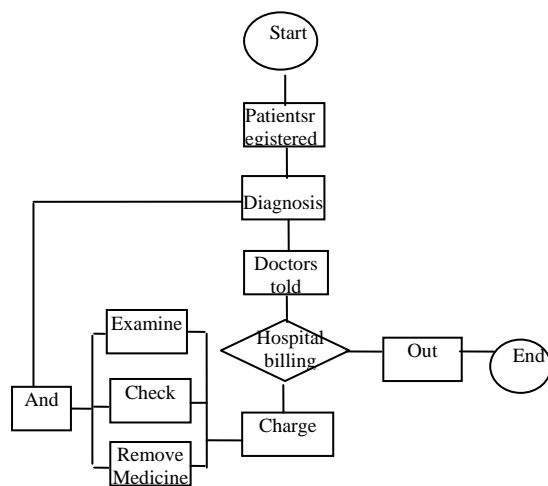 Start
Patientsr
egistered
Diagnosis
Doctors
told
Examine
Hospital
billing
Out
End
And
Check
Charge
Remove
Medicine